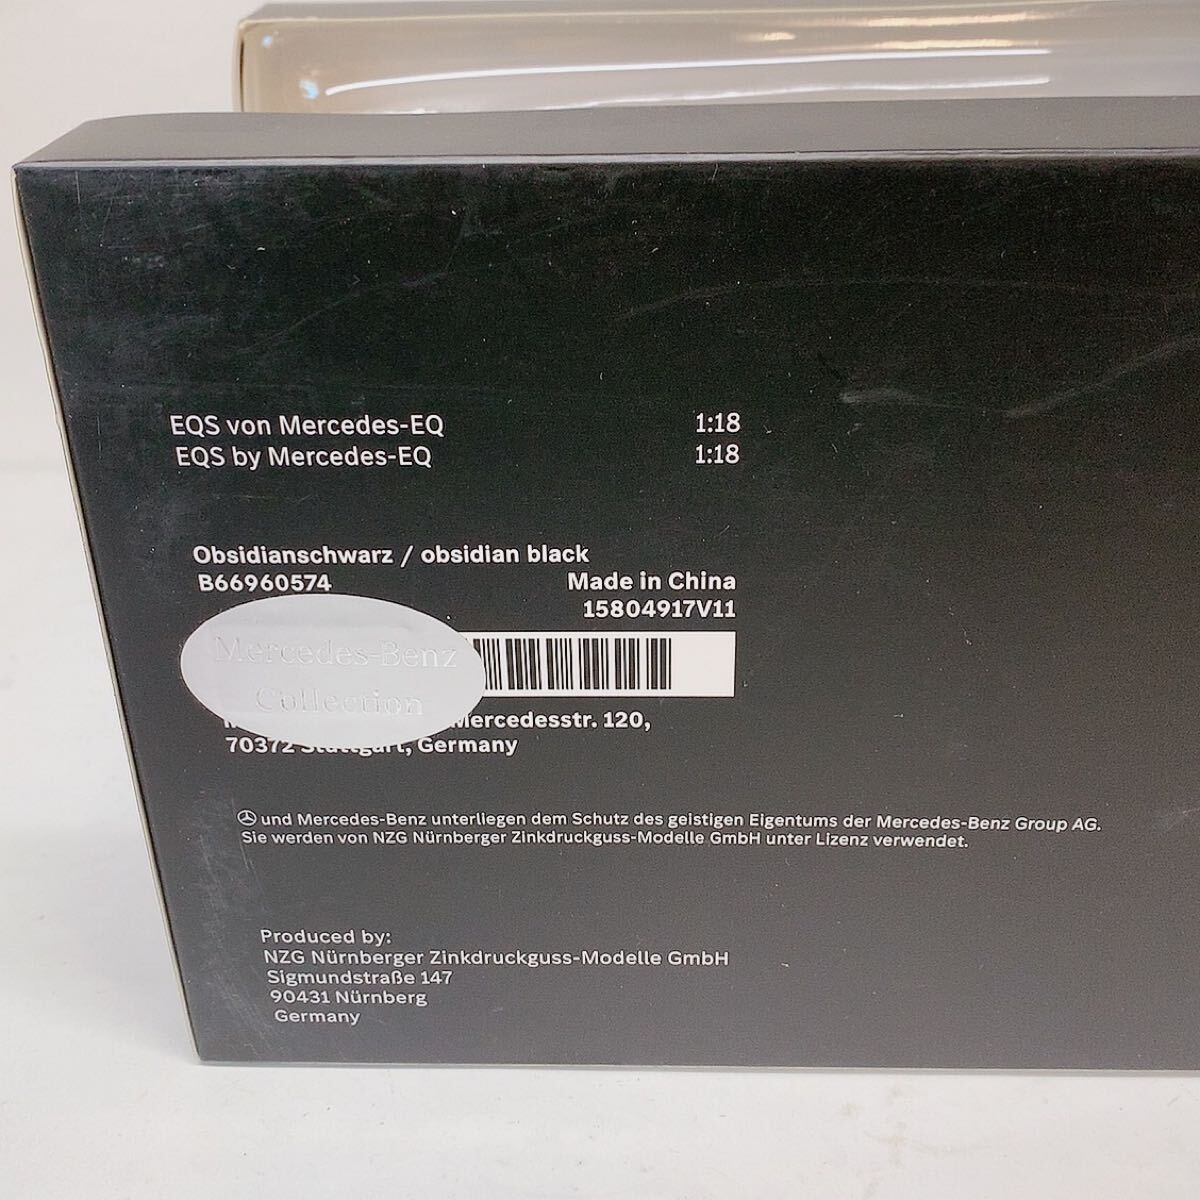 EQS von Mercedes-EQ 1:18
EQS by Mercedes-EQ 1:18
Obsidianschwarz / obsidian black
B66960574 Made in China
15804917V11
Mercedes-Benz
Collection
Mercedesstr. 120,
70372 Stuttgart, Germany
und Mercedes-Benz unterliegen dem Schutz des geistigen Eigentums der Mercedes-Benz Group AG.
Sie werden von NZG Nürnberger Zinkdruckguss-Modelle GmbH unter Lizenz verwendet.
Produced by:
NZG Nürnberger Zinkdruckguss-Modelle GmbH
Sigmundstraße 147
90431 Nürnberg
Germany